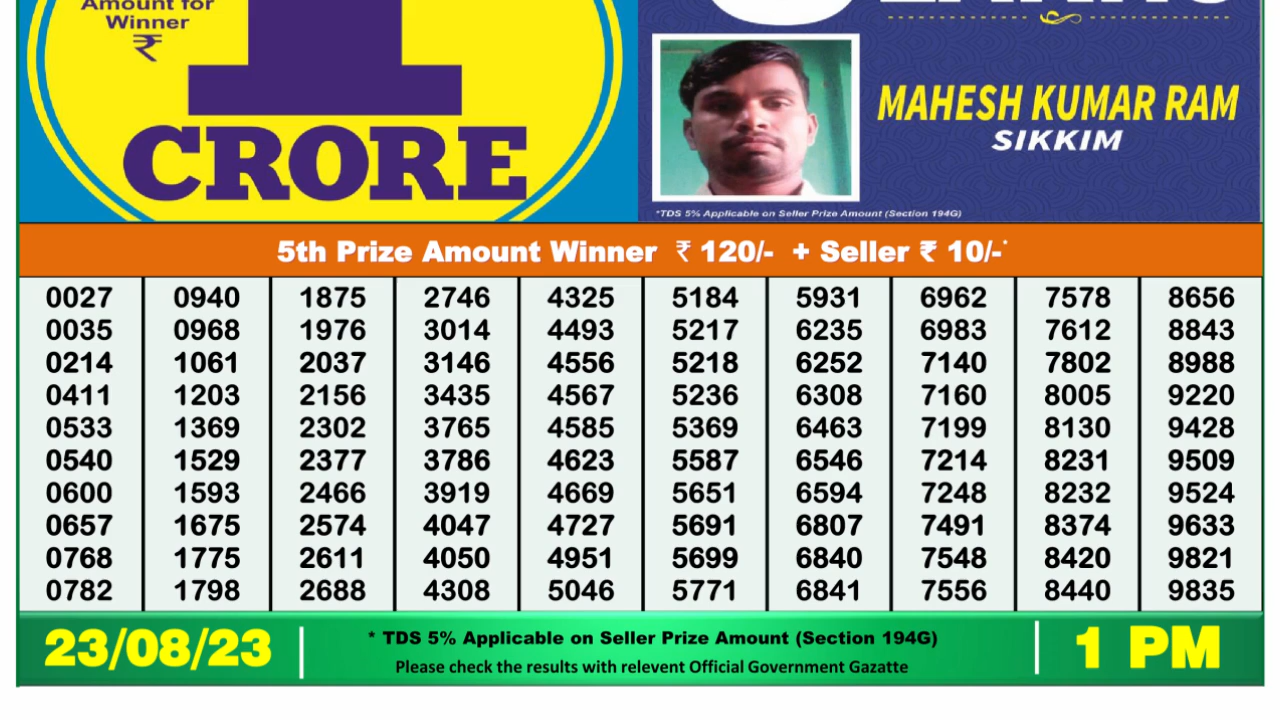 Amount for
Winner
₹
1
CRORE
MAHESH KUMAR RAM
SIKKIM
*TDS 5% Applicable on Seller Prize Amount (Section 194G)
5th Prize Amount Winner ₹ 120/- + Seller ₹ 10/-*
0027 0940 1875 2746 4325 5184 5931 6962 7578 8656
0035 0968 1976 3014 4493 5217 6235 6983 7612 8843
0214 1061 2037 3146 4556 5218 6252 7140 7802 8988
0411 1203 2156 3435 4567 5236 6308 7160 8005 9220
0533 1369 2302 3765 4585 5369 6463 7199 8130 9428
0540 1529 2377 3786 4623 5587 6546 7214 8231 9509
0600 1593 2466 3919 4669 5651 6594 7248 8232 9524
0657 1675 2574 4047 4727 5691 6807 7491 8374 9633
0768 1775 2611 4050 4951 5699 6840 7548 8420 9821
0782 1798 2688 4308 5046 5771 6841 7556 8440 9835
23/08/23
* TDS 5% Applicable on Seller Prize Amount (Section 194G)
Please check the results with relevent Official Government Gazatte
1 PM